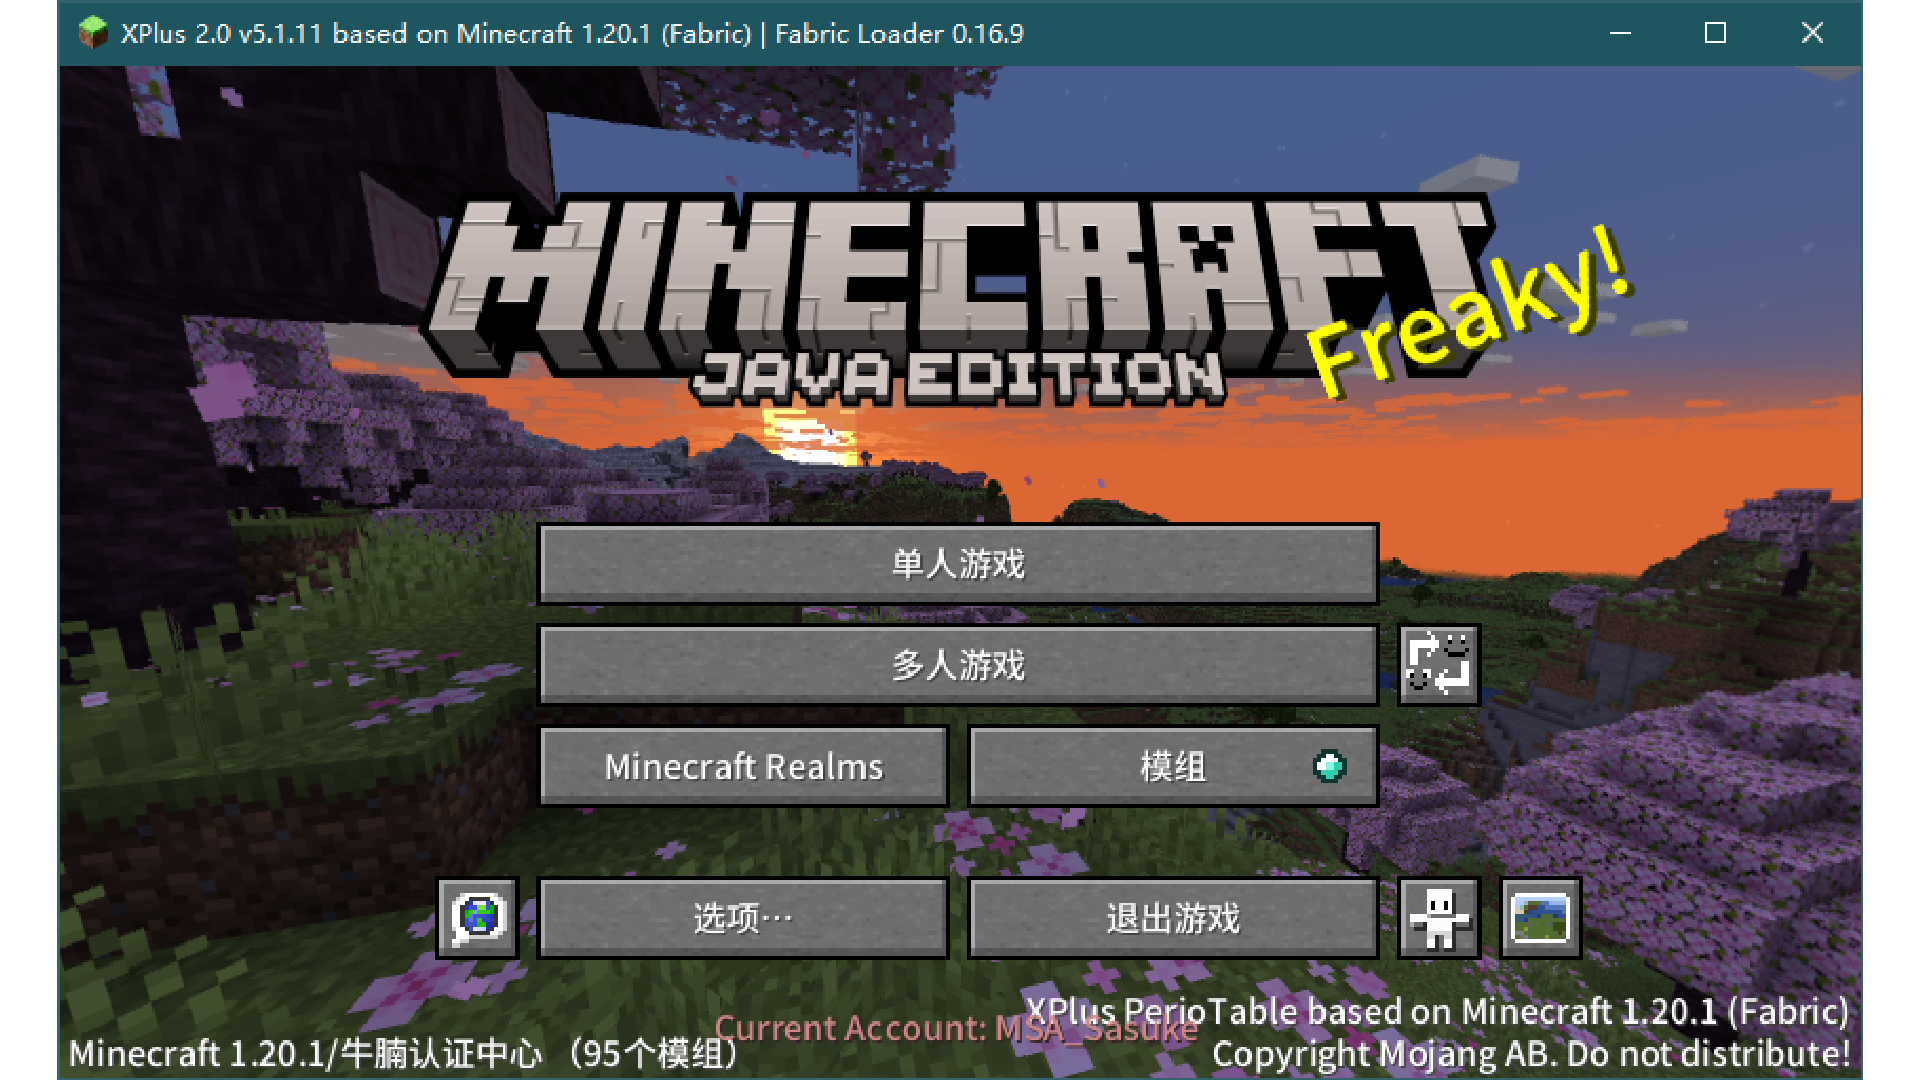 XPlus 2.0 v5.1.11 based on Minecraft 1.20.1 (Fabric) | Fabric Loader 0.16.9
MINECRAFT
JAVA EDITION
Freaky!
单人游戏
多人游戏
Minecraft Realms
模组
选项…
退出游戏
XPlus PerioTable based on Minecraft 1.20.1 (Fabric)
Current Account: MSA_Sasuke
Minecraft 1.20.1/牛腩认证中心 （95个模组）
Copyright Mojang AB. Do not distribute!